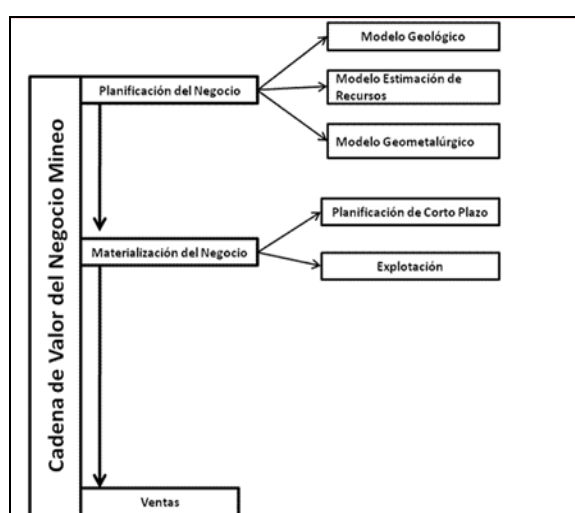 Cadena de Valor del Negocio Mineo
Planificación del Negocio
Modelo Geológico
Modelo Estimación de
Recursos
Modelo Geometalúrgico
Materialización del Negocio
Planificación de Corto Plazo
Explotación
Ventas